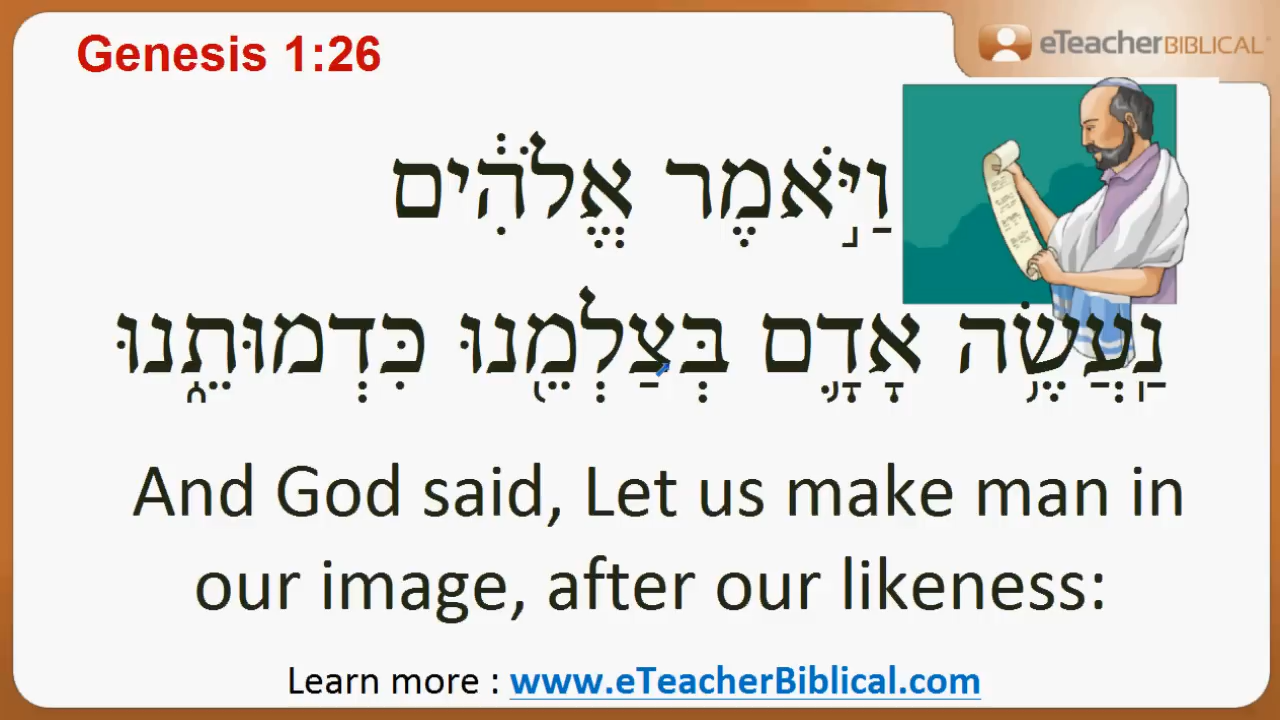 Genesis 1:26
eTeacherBIBLICAL
וַיֹּ֣אמֶר אֱלֹהִ֔ים
נַֽעֲשֶׂ֥ה אָדָ֛ם בְּצַלְמֵ֖נוּ כִּדְמוּתֵ֑נוּ
And God said, Let us make man in
our image, after our likeness:
Learn more : www.eTeacherBiblical.com